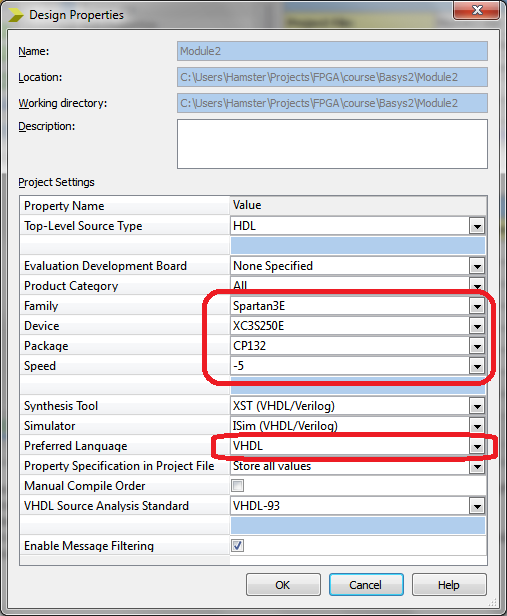 Design Properties
Name: Module2
Location: C:\Users\Hamster\Projects\FPGA\course\Basys2\Module2
Working directory: C:\Users\Hamster\Projects\FPGA\course\Basys2\Module2
Description:
Project Settings
Property Name Value
Top-Level Source Type HDL
Evaluation Development Board None Specified
Product Category All
Family Spartan3E
Device XC3S250E
Package CP132
Speed -5
Synthesis Tool XST (VHDL/Verilog)
Simulator ISim (VHDL/Verilog)
Preferred Language VHDL
Property Specification in Project File Store all values
Manual Compile Order
VHDL Source Analysis Standard VHDL-93
Enable Message Filtering
OK Cancel Help